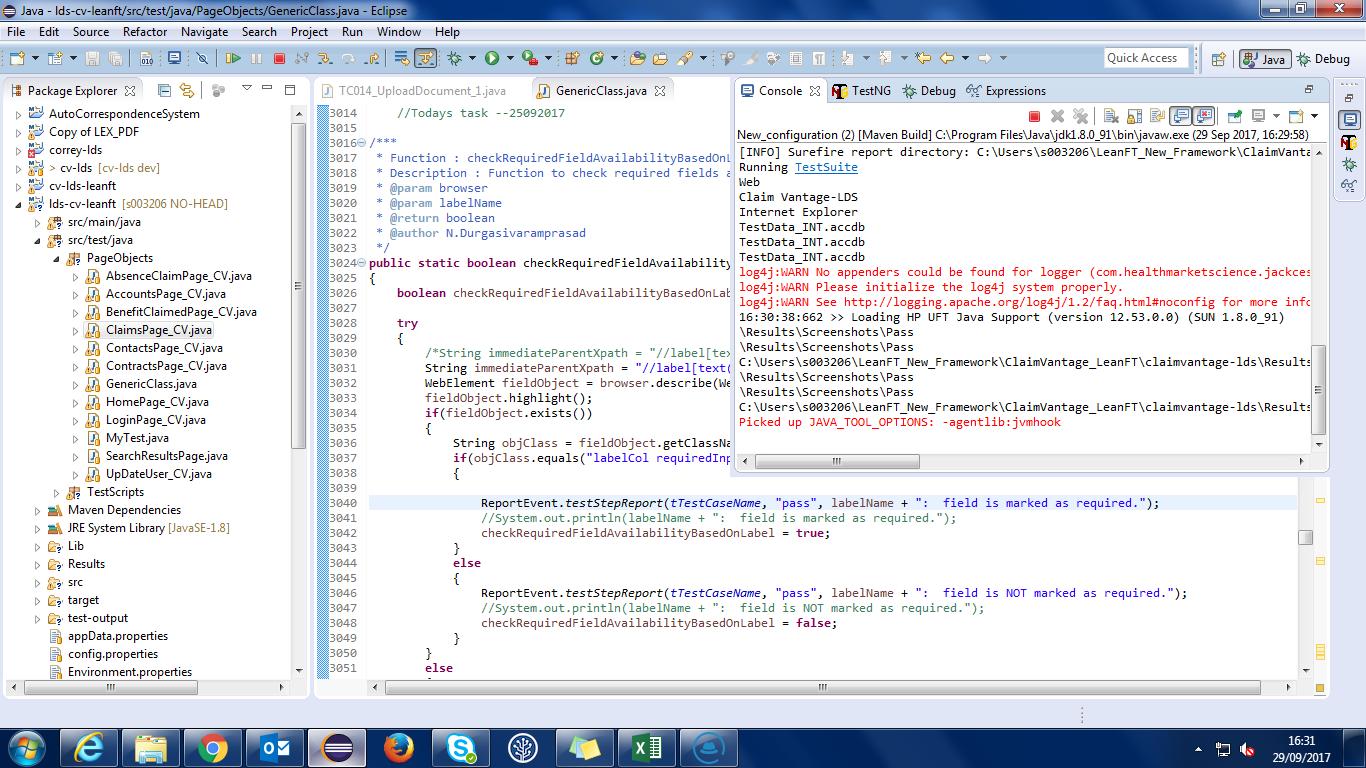 Java - lds-cv-leanft/src/test/java/PageObjects/GenericClass.java - Eclipse
File Edit Source Refactor Navigate Search Project Run Window Help
Quick Access
Java
Debug
Package Explorer
AutoCorrespondenceSystem
Copy of LEX_PDF
correy-lds
> cv-lds [cv-lds dev]
cv-lds-leanft
lds-cv-leanft [s003206 NO-HEAD]
src/main/java
src/test/java
PageObjects
AbsenceClaimPage_CV.java
AccountsPage_CV.java
BenefitClaimedPage_CV.java
ClaimsPage_CV.java
ContactsPage_CV.java
ContractsPage_CV.java
GenericClass.java
HomePage_CV.java
LoginPage_CV.java
MyTest.java
SearchResultsPage.java
UpDateUser_CV.java
TestScripts
Maven Dependencies
JRE System Library [JavaSE-1.8]
Lib
Results
src
target
test-output
appData.properties
config.properties
Environment.properties
TC014_UploadDocument_1.java
GenericClass.java
3014 //Todays task --25092017
3015
3016 /***
3017 * Function : checkRequiredFieldAvailabilityBasedOnL
3018 * Description : Function to check required fields a
3019 * @param browser
3020 * @param labelName
3021 * @return boolean
3022 * @author N.Durgasivaramprasad
3023 */
3024 public static boolean checkRequiredFieldAvailability
3025 {
3026 boolean checkRequiredFieldAvailabilityBasedOnLab
3027
3028 try
3029 {
3030 /*String immediateParentXpath = "//label[tex
3031 String immediateParentXpath = "//label[text(
3032 WebElement fieldObject = browser.describe(We
3033 fieldObject.highlight();
3034 if(fieldObject.exists())
3035 {
3036 String objClass = fieldObject.getClassNa
3037 if(objClass.equals("labelCol requiredInp
3038 {
3039
3040 ReportEvent.testStepReport(tTestCaseName, "pass", labelName + ":  field is marked as required.");
3041 //System.out.println(labelName + ":  field is marked as required.");
3042 checkRequiredFieldAvailabilityBasedOnLabel = true;
3043 }
3044 else
3045 {
3046 ReportEvent.testStepReport(tTestCaseName, "pass", labelName + ":  field is NOT marked as required.");
3047 //System.out.println(labelName + ":  field is NOT marked as required.");
3048 checkRequiredFieldAvailabilityBasedOnLabel = false;
3049 }
3050 }
3051 else
Console TestNG Debug Expressions
New_configuration (2) [Maven Build] C:\Program Files\Java\jdk1.8.0_91\bin\javaw.exe (29 Sep 2017, 16:29:58)
[INFO] Surefire report directory: C:\Users\s003206\LeanFT_New_Framework\ClaimVanta
Running TestSuite
Web
Claim Vantage-LDS
Internet Explorer
TestData_INT.accdb
TestData_INT.accdb
TestData_INT.accdb
log4j:WARN No appenders could be found for logger (com.healthmarketscience.jackces
log4j:WARN Please initialize the log4j system properly.
log4j:WARN See http://logging.apache.org/log4j/1.2/faq.html#noconfig for more info
16:30:38:662 >> Loading HP UFT Java Support (version 12.53.0.0) (SUN 1.8.0_91)
\Results\Screenshots\Pass
\Results\Screenshots\Pass
C:\Users\s003206\LeanFT_New_Framework\ClaimVantage_LeanFT\claimvantage-lds\Results
\Results\Screenshots\Pass
\Results\Screenshots\Pass
C:\Users\s003206\LeanFT_New_Framework\ClaimVantage_LeanFT\claimvantage-lds\Results
Picked up JAVA_TOOL_OPTIONS: -agentlib:jvmhook
16:31
29/09/2017